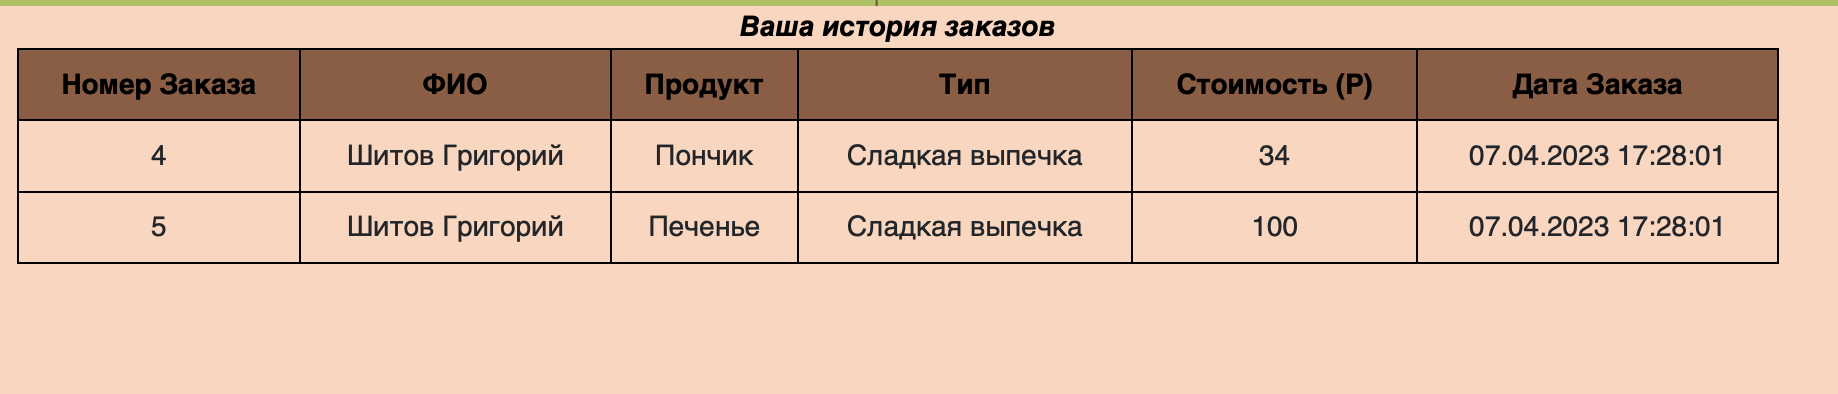 Ваша история заказов
Номер Заказа ФИО Продукт Тип Стоимость (Р) Дата Заказа
4 Шитов Григорий Пончик Сладкая выпечка 34 07.04.2023 17:28:01
5 Шитов Григорий Печенье Сладкая выпечка 100 07.04.2023 17:28:01